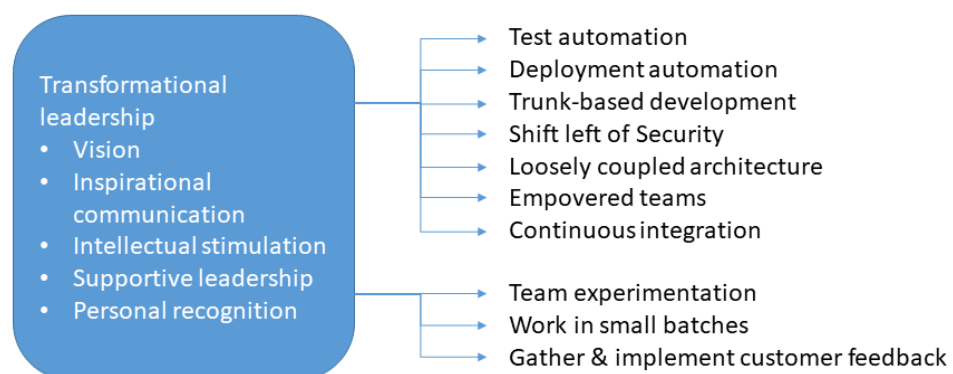 Transformational
leadership
• Vision
• Inspirational
communication
• Intellectual stimulation
• Supportive leadership
• Personal recognition
Test automation
Deployment automation
Trunk-based development
Shift left of Security
Loosely coupled architecture
Empovered teams
Continuous integration
Team experimentation
Work in small batches
Gather & implement customer feedback